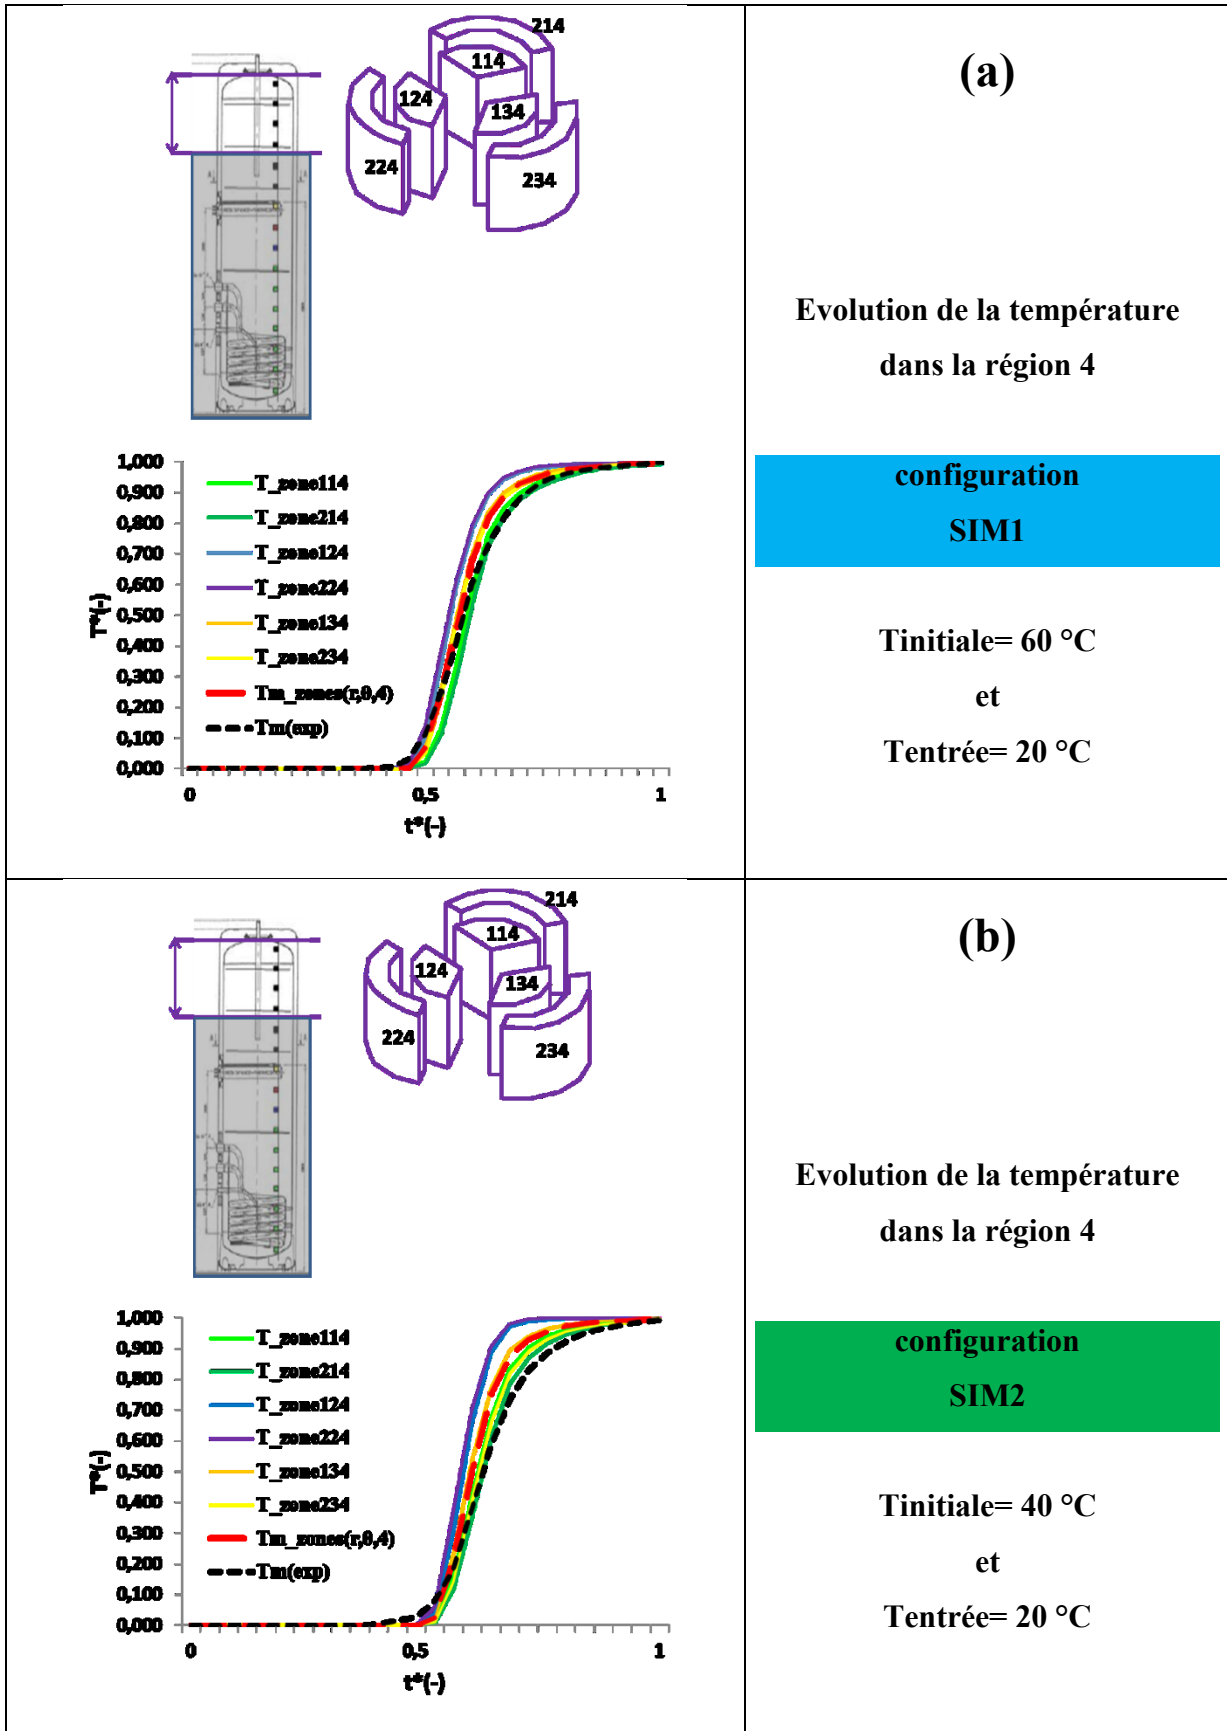 214
114
124
134
224
234
(a)
Evolution de la température
dans la région 4
configuration
SIM1
Tinitiale= 60 °C
et
Tentrée= 20 °C
1,000
0,900
0,800
0,700
0,600
0,500
0,400
0,300
0,200
0,100
0,000
T*(-)
T_zone114
T_zone214
T_zone124
T_zone224
T_zone134
T_zone234
Tm_zones(r,θ,4)
Tm(exp)
0 0,5 1
t*(-)
214
114
124
134
224
234
(b)
Evolution de la température
dans la région 4
configuration
SIM2
Tinitiale= 40 °C
et
Tentrée= 20 °C
1,000
0,900
0,800
0,700
0,600
0,500
0,400
0,300
0,200
0,100
0,000
T*(-)
T_zone114
T_zone214
T_zone124
T_zone224
T_zone134
T_zone234
Tm_zones(r,θ,4)
Tm(exp)
0 0,5 1
t*(-)